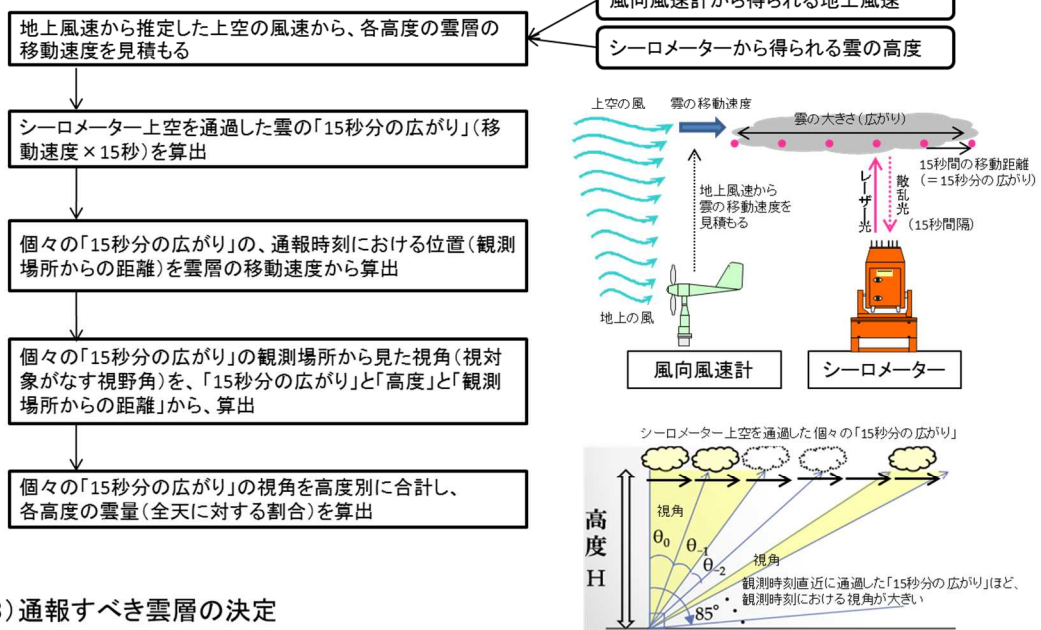 風向風速計から得られる地上風速
地上風速から推定した上空の風速から、各高度の雲層の
移動速度を見積もる
シーロメーターから得られる雲の高度
シーロメーター上空を通過した雲の「15秒分の広がり」(移
動速度×15秒)を算出
個々の「15秒分の広がり」の、通報時刻における位置(観測
場所からの距離)を雲層の移動速度から算出
個々の「15秒分の広がり」の観測場所から見た視角(視対
象がなす視野角)を、「15秒分の広がり」と「高度」と「観測
場所からの距離」から、算出
個々の「15秒分の広がり」の視角を高度別に合計し、
各高度の雲量(全天に対する割合)を算出
上空の風
雲の移動速度
雲の大きさ(広がり)
15秒間の移動距離
(=15秒分の広がり)
レーザー光
散乱光
(15秒間隔)
地上風速から
雲の移動速度を
見積もる
地上の風
風向風速計
シーロメーター
シーロメーター上空を通過した個々の「15秒分の広がり」
高度H
視角
θ0
θ-1
θ-2
視角
観測時刻直近に通過した「15秒分の広がり」ほど、
観測時刻における視角が大きい
85°
)通報すべき雲層の決定